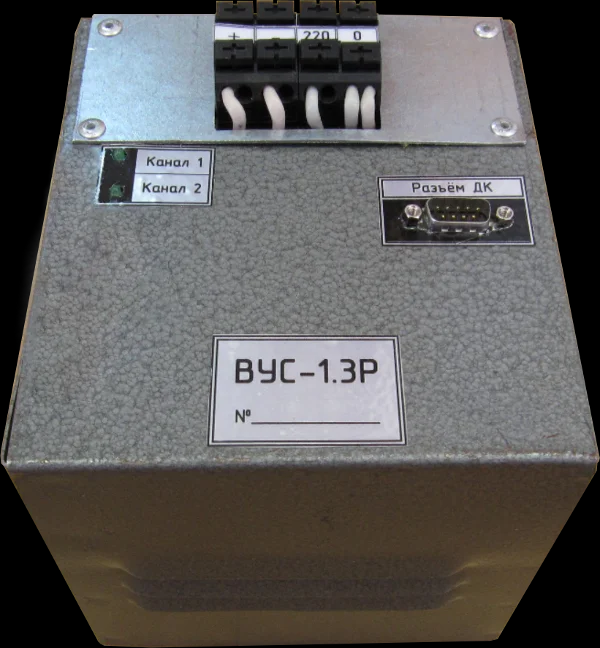 + - 220 0
Канал 1
Канал 2
Разъём ДК
ВУС-1.3Р
№